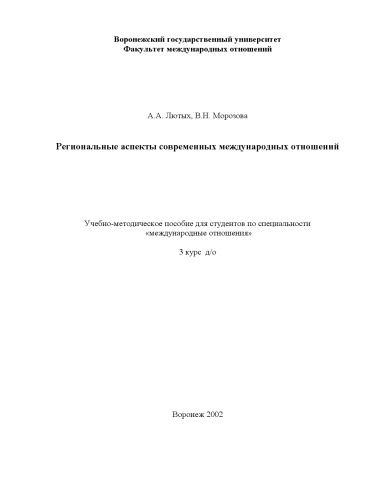 Воронежский государственный университет
Факультет международных отношений
А.А. Лютых, В.Н. Морозова
Региональные аспекты современных международных отношений
Учебно-методическое пособие для студентов по специальности
«международные отношения»
3 курс д/о
Воронеж 2002